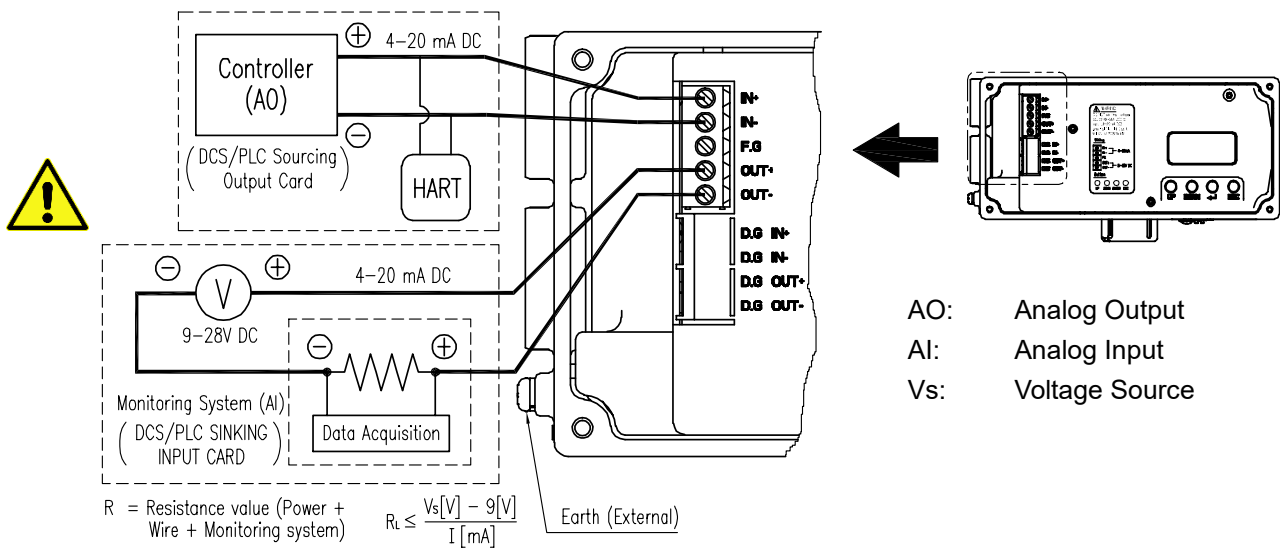 4-20 mA DC
Controller
(AO)
(DCS/PLC Sourcing
Output Card)
HART
IN+
IN-
F.G
OUT+
OUT-
D.G IN+
D.G IN-
D.G OUT+
D.G OUT-
4-20 mA DC
V
9-28V DC
Monitoring System (AI)
(DCS/PLC SINKING
INPUT CARD)
Data Acquisition
R = Resistance value (Power +
Wire + Monitoring system)
RL ≤ Vs[V] - 9[V]
I [mA]
Earth (External)
AO: Analog Output
AI: Analog Input
Vs: Voltage Source